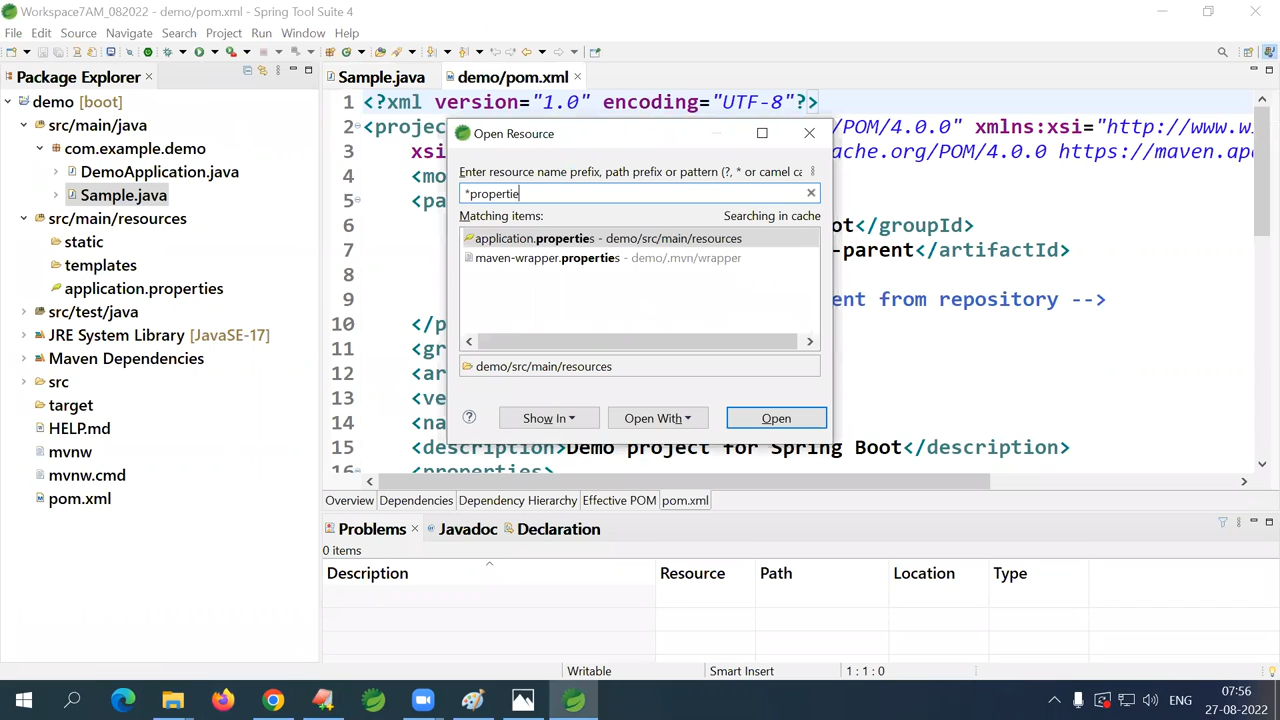 Workspace7AM_082022 - demo/pom.xml - Spring Tool Suite 4
File Edit Source Navigate Search Project Run Window Help
Package Explorer
demo [boot]
src/main/java
com.example.demo
DemoApplication.java
Sample.java
src/main/resources
static
templates
application.properties
src/test/java
JRE System Library [JavaSE-17]
Maven Dependencies
src
target
HELP.md
mvnw
mvnw.cmd
pom.xml
Sample.java demo/pom.xml
1 <?xml version="1.0" encoding="UTF-8"?>
2 <projec /POM/4.0.0" xmlns:xsi="http://www.w
3 xsi che.org/POM/4.0.0 https://maven.apa
4 <mo
5 <pa
6 ot</groupId>
7 -parent</artifactId>
8
9 ent from repository -->
10 </p
11 <gr
12 <ar
13 <ve
14 <na
15 <description>Demo project for Spring Boot</description>
16 <properties>
Open Resource
Enter resource name prefix, path prefix or pattern (?, * or camel ca
*propertie
Matching items: Searching in cache
application.properties - demo/src/main/resources
maven-wrapper.properties - demo/.mvn/wrapper
demo/src/main/resources
Show In Open With Open
Overview Dependencies Dependency Hierarchy Effective POM pom.xml
Problems Javadoc Declaration
0 items
Description Resource Path Location Type
Writable Smart Insert 1 : 1 : 0
ENG 07:56
27-08-2022